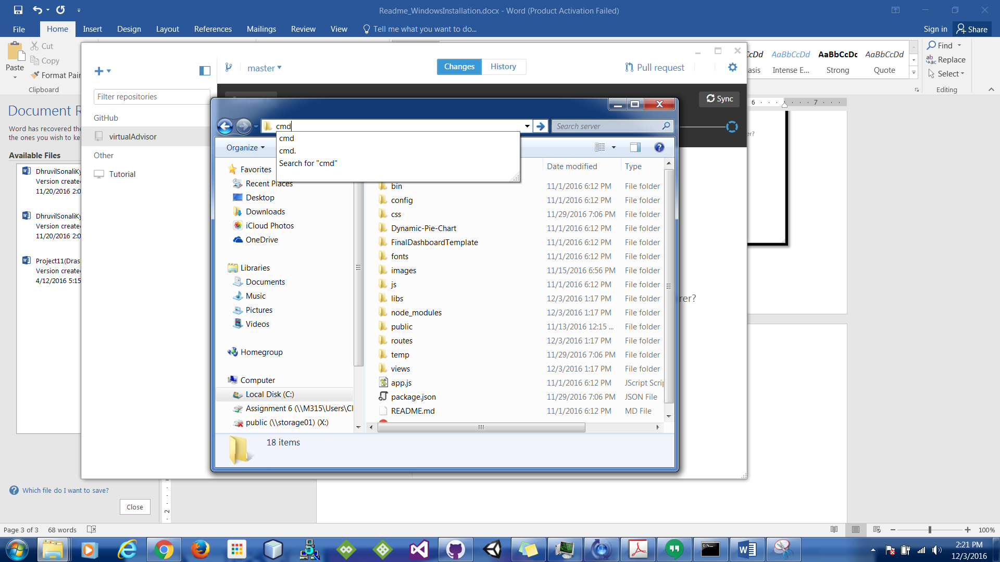 Readme_WindowsInstallation.docx - Word (Product Activation Failed)
File Home Insert Design Layout References Mailings Review View Tell me what you want to do...
Sign in Share
Paste
Cut
Copy
Format Pain
Clipboard
AaBbCcDd AaBbCcDc AaBbCcDd
Intense E... Strong Quote
Find
Replace
Select
Editing
master
Changes History
Pull request
Filter repositories
GitHub
virtualAdvisor
Other
Tutorial
Sync
6 7
Document R
Word has recovered the
the ones you wish to ke
Available Files
DhruvilSonaliKy
Version create
11/20/2016 2:0
DhruvilSonaliKy
Version create
11/20/2016 2:0
Project11(Dras
Version create
4/12/2016 5:15
cmd
Search server
cmd
cmd.
Search for "cmd"
Organize
Favorites
Recent Places
Desktop
Downloads
iCloud Photos
OneDrive
Libraries
Documents
Music
Pictures
Videos
Homegroup
Computer
Local Disk (C:)
Assignment 6 (\\M315\Users\Cl
public (\\storage01) (X:)
Date modified Type
bin 11/1/2016 6:12 PM File folder
config 11/1/2016 6:12 PM File folder
css 11/29/2016 7:06 PM File folder
Dynamic-Pie-Chart 11/1/2016 6:12 PM File folder
FinalDashboardTemplate 11/1/2016 6:12 PM File folder
fonts 11/1/2016 6:12 PM File folder
images 11/15/2016 6:56 PM File folder
js 11/1/2016 6:12 PM File folder
libs 12/3/2016 1:17 PM File folder
node_modules 12/3/2016 1:17 PM File folder
public 11/13/2016 12:15 ... File folder
routes 12/3/2016 1:17 PM File folder
temp 11/29/2016 7:06 PM File folder
views 12/3/2016 1:17 PM File folder
app.js 11/1/2016 6:12 PM JScript Scrip
package.json 11/29/2016 7:06 PM JSON File
README.md 11/1/2016 6:12 PM MD File
18 items
er?
rer?
Which file do I want to save?
Close
2
Page 3 of 3 68 words
100%
2:21 PM
12/3/2016